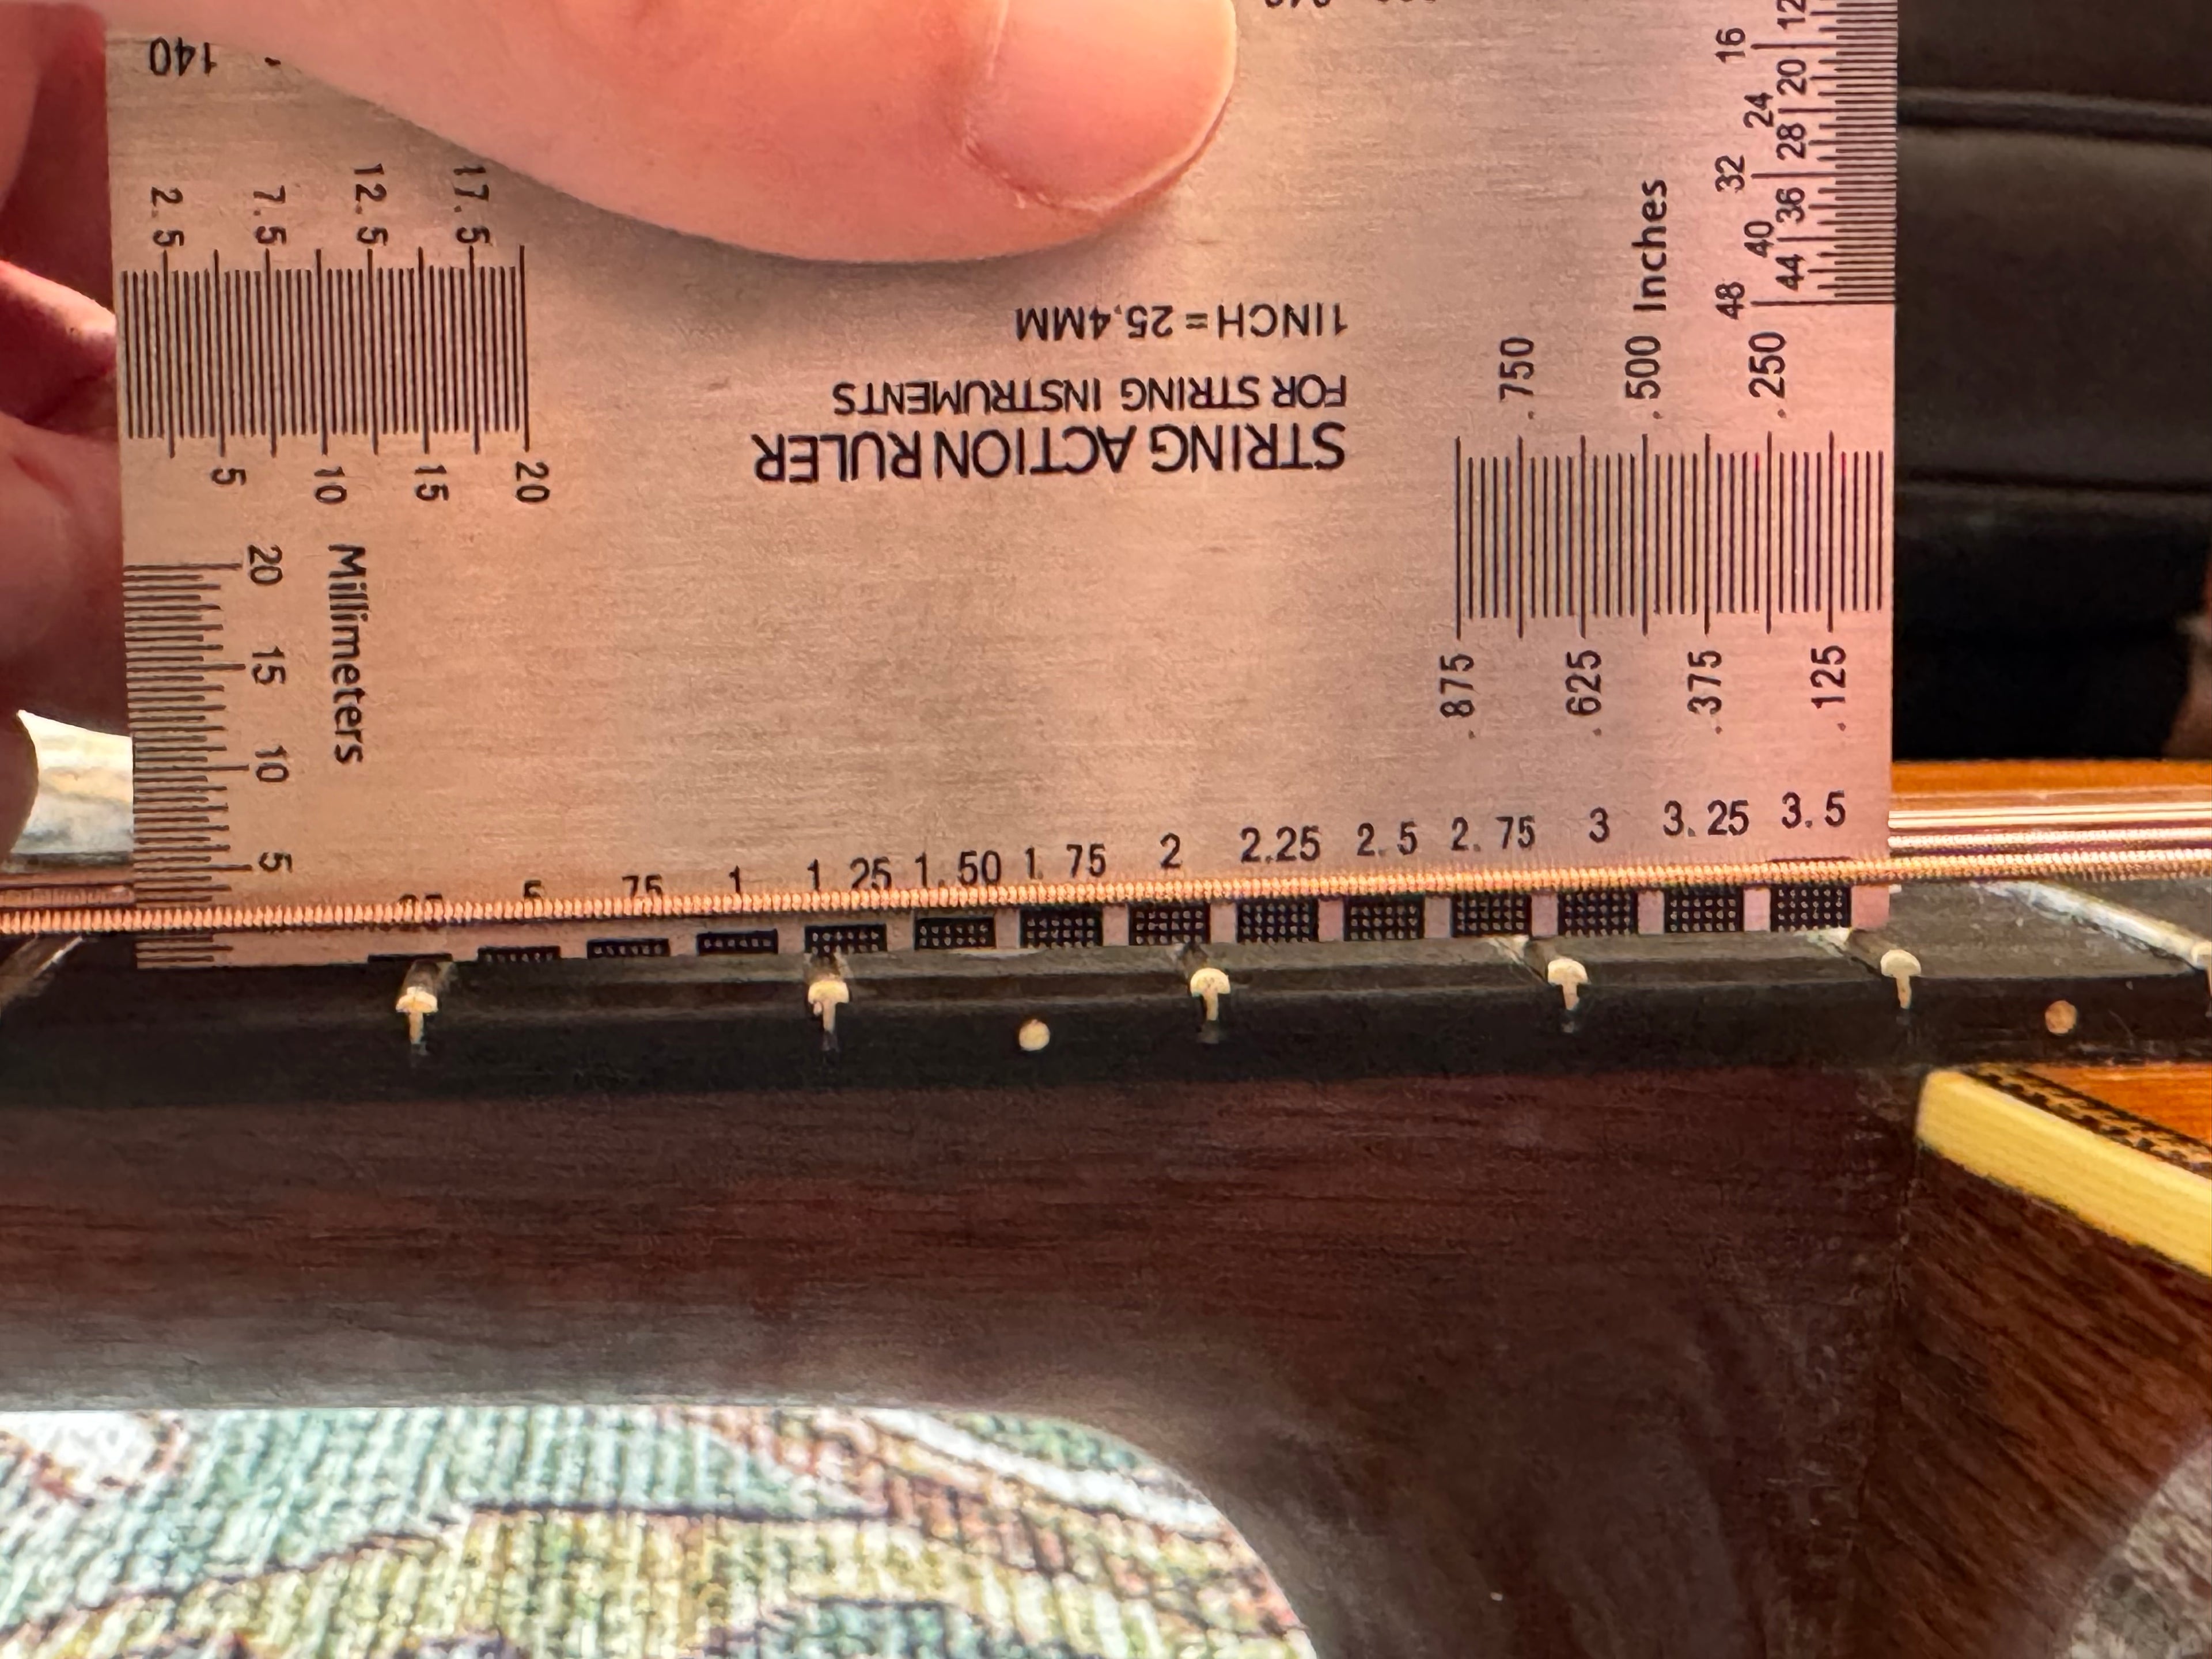 140
2.5 7.5 12.5 17.5
5 10 15 20
Millimeters
20
15
10
5
STRING ACTION RULER
FOR STRING INSTRUMENTS
1INCH = 25.4MM
16 12
20
24
28
32
36
40
44
48
Inches
.750 .500 .250
.875 .625 .375 .125
1 1.25 1.50 1.75 2 2.25 2.5 2.75 3 3.25 3.5